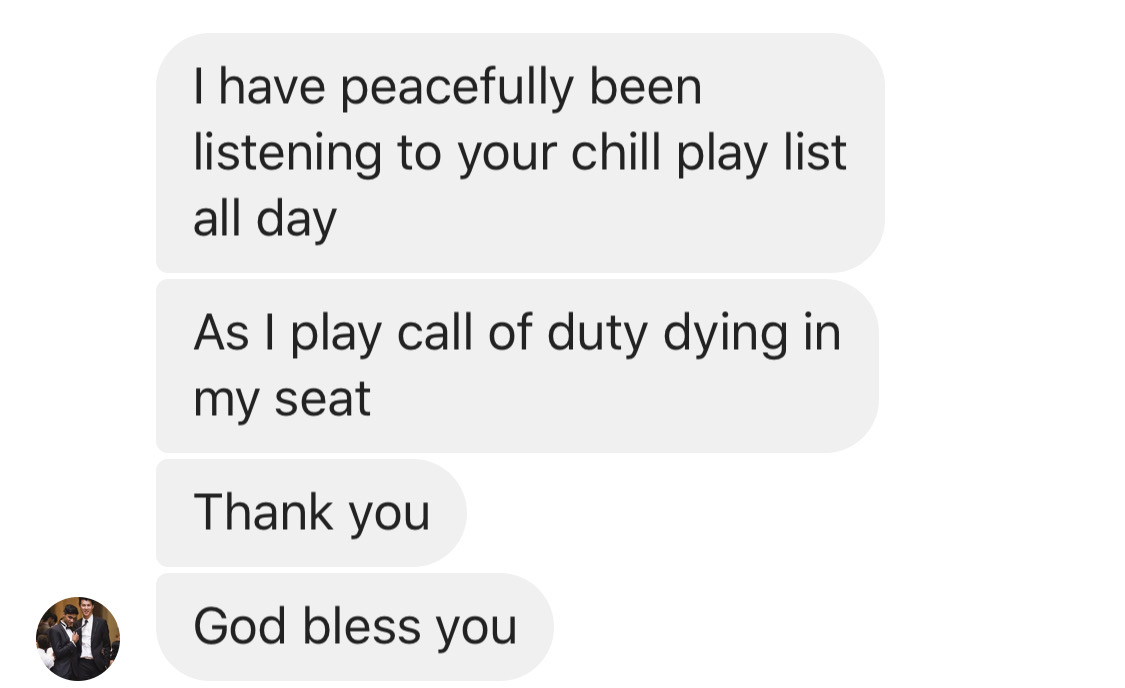 I have peacefully been
listening to your chill play list
all day
As I play call of duty dying in
my seat
Thank you
God bless you